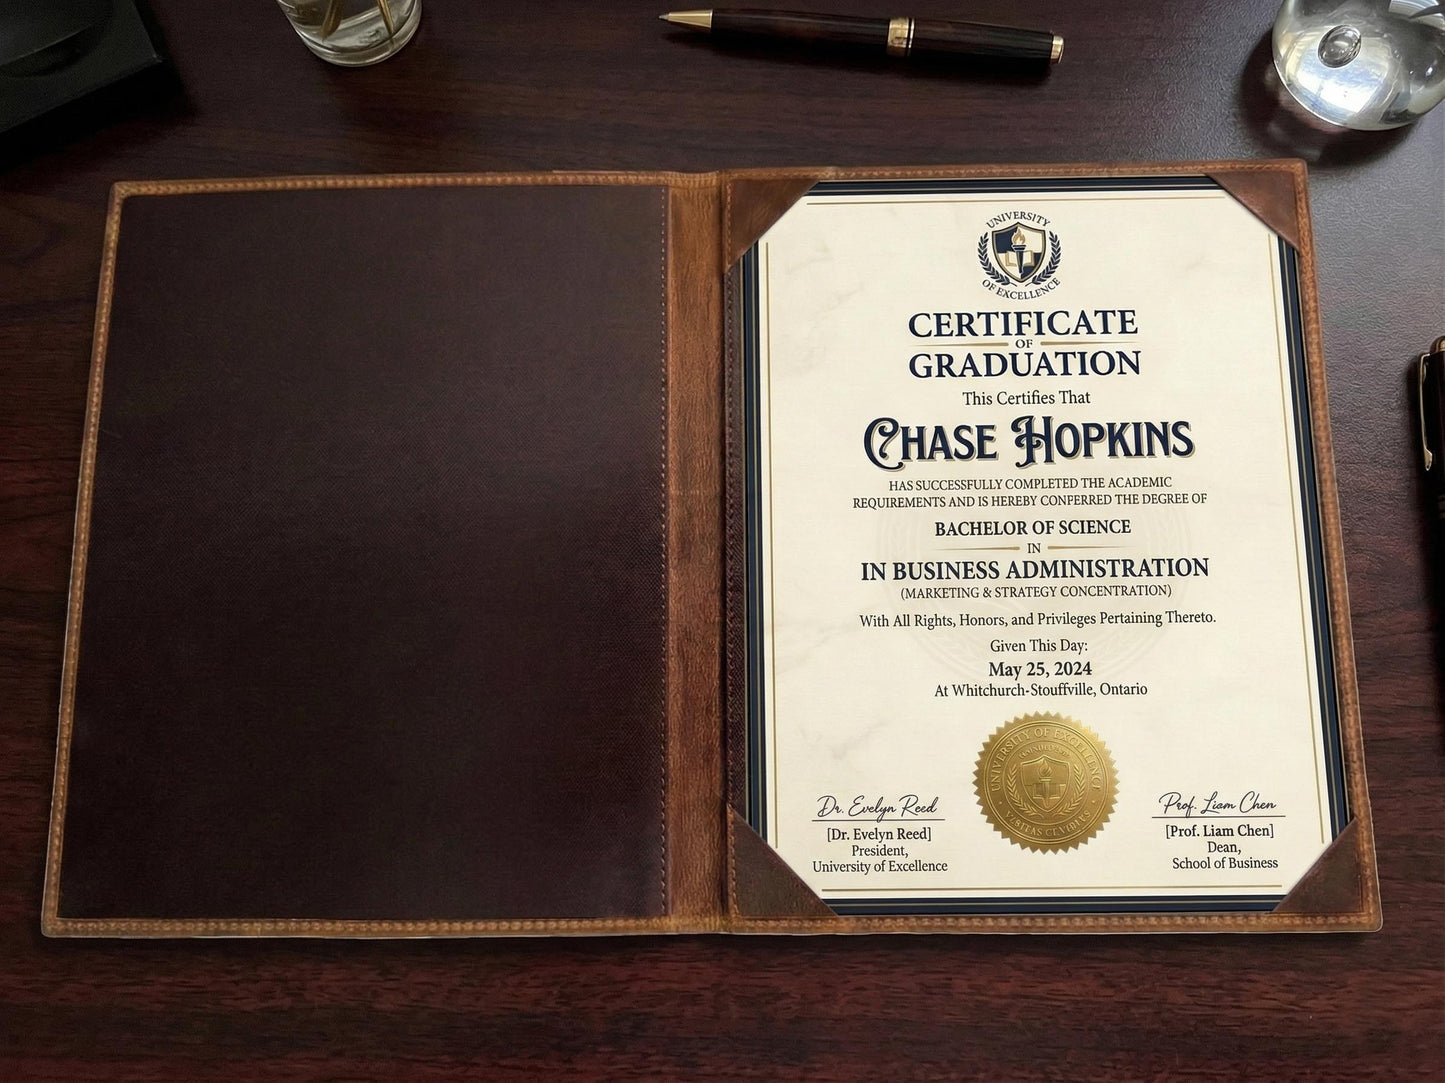 UNIVERSITY
OF EXCELLENCE
CERTIFICATE
OF
GRADUATION
This Certifies That
CHASE HOPKINS
HAS SUCCESSFULLY COMPLETED THE ACADEMIC
REQUIREMENTS AND IS HEREBY CONFERRED THE DEGREE OF
BACHELOR OF SCIENCE
IN
IN BUSINESS ADMINISTRATION
(MARKETING & STRATEGY CONCENTRATION)
With All Rights, Honors, and Privileges Pertaining Thereto.
Given This Day:
May 25, 2024
At Whitchurch-Stouffville, Ontario
UNIVERSITY OF EXCELLENCE
Dr. Evelyn Reed
[Dr. Evelyn Reed]
President,
University of Excellence
Prof. Liam Chen
[Prof. Liam Chen]
Dean,
School of Business